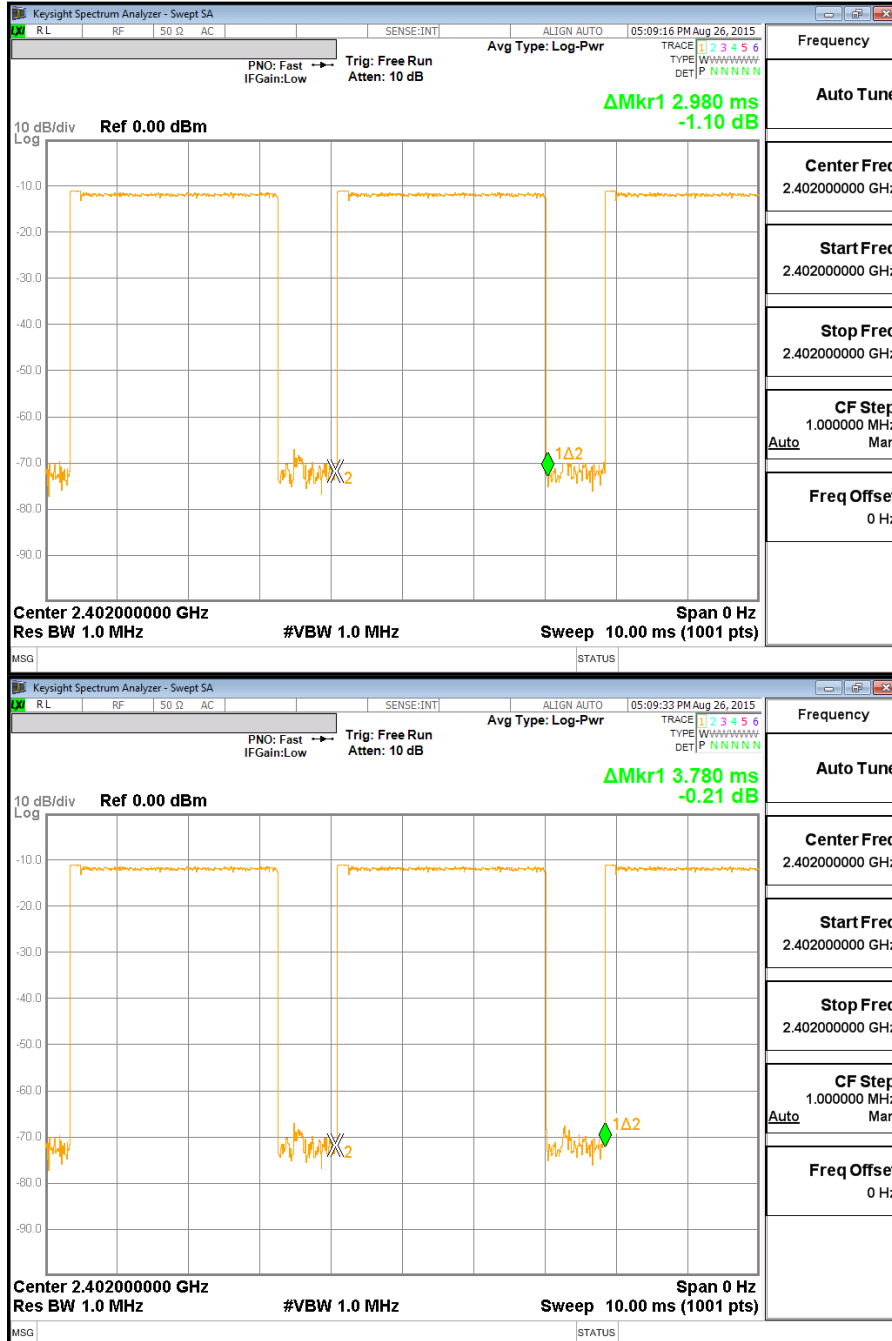 Keysight Spectrum Analyzer - Swept SA
LXI RL RF 50 Ω AC SENSE:INT ALIGN AUTO 05:09:16 PM Aug 26, 2015
Avg Type: Log-Pwr TRACE 1 2 3 4 5 6
PNO: Fast Trig: Free Run TYPE WWWWWW
IFGain:Low Atten: 10 dB DET P N N N N N
Frequency
ΔMkr1 2.980 ms
-1.10 dB
10 dB/div Ref 0.00 dBm
Log
-10.0
-20.0
-30.0
-40.0
-50.0
-60.0
-70.0
-80.0
-90.0
1Δ2
2
Center 2.402000000 GHz Span 0 Hz
Res BW 1.0 MHz #VBW 1.0 MHz Sweep 10.00 ms (1001 pts)
MSG STATUS
Auto Tune
Center Freq
2.402000000 GHz
Start Freq
2.402000000 GHz
Stop Freq
2.402000000 GHz
CF Step
1.000000 MHz
Auto Man
Freq Offset
0 Hz
Keysight Spectrum Analyzer - Swept SA
LXI RL RF 50 Ω AC SENSE:INT ALIGN AUTO 05:09:33 PM Aug 26, 2015
Avg Type: Log-Pwr TRACE 1 2 3 4 5 6
PNO: Fast Trig: Free Run TYPE WWWWWW
IFGain:Low Atten: 10 dB DET P N N N N N
Frequency
ΔMkr1 3.780 ms
-0.21 dB
10 dB/div Ref 0.00 dBm
Log
-10.0
-20.0
-30.0
-40.0
-50.0
-60.0
-70.0
-80.0
-90.0
1Δ2
2
Center 2.402000000 GHz Span 0 Hz
Res BW 1.0 MHz #VBW 1.0 MHz Sweep 10.00 ms (1001 pts)
MSG STATUS
Auto Tune
Center Freq
2.402000000 GHz
Start Freq
2.402000000 GHz
Stop Freq
2.402000000 GHz
CF Step
1.000000 MHz
Auto Man
Freq Offset
0 Hz